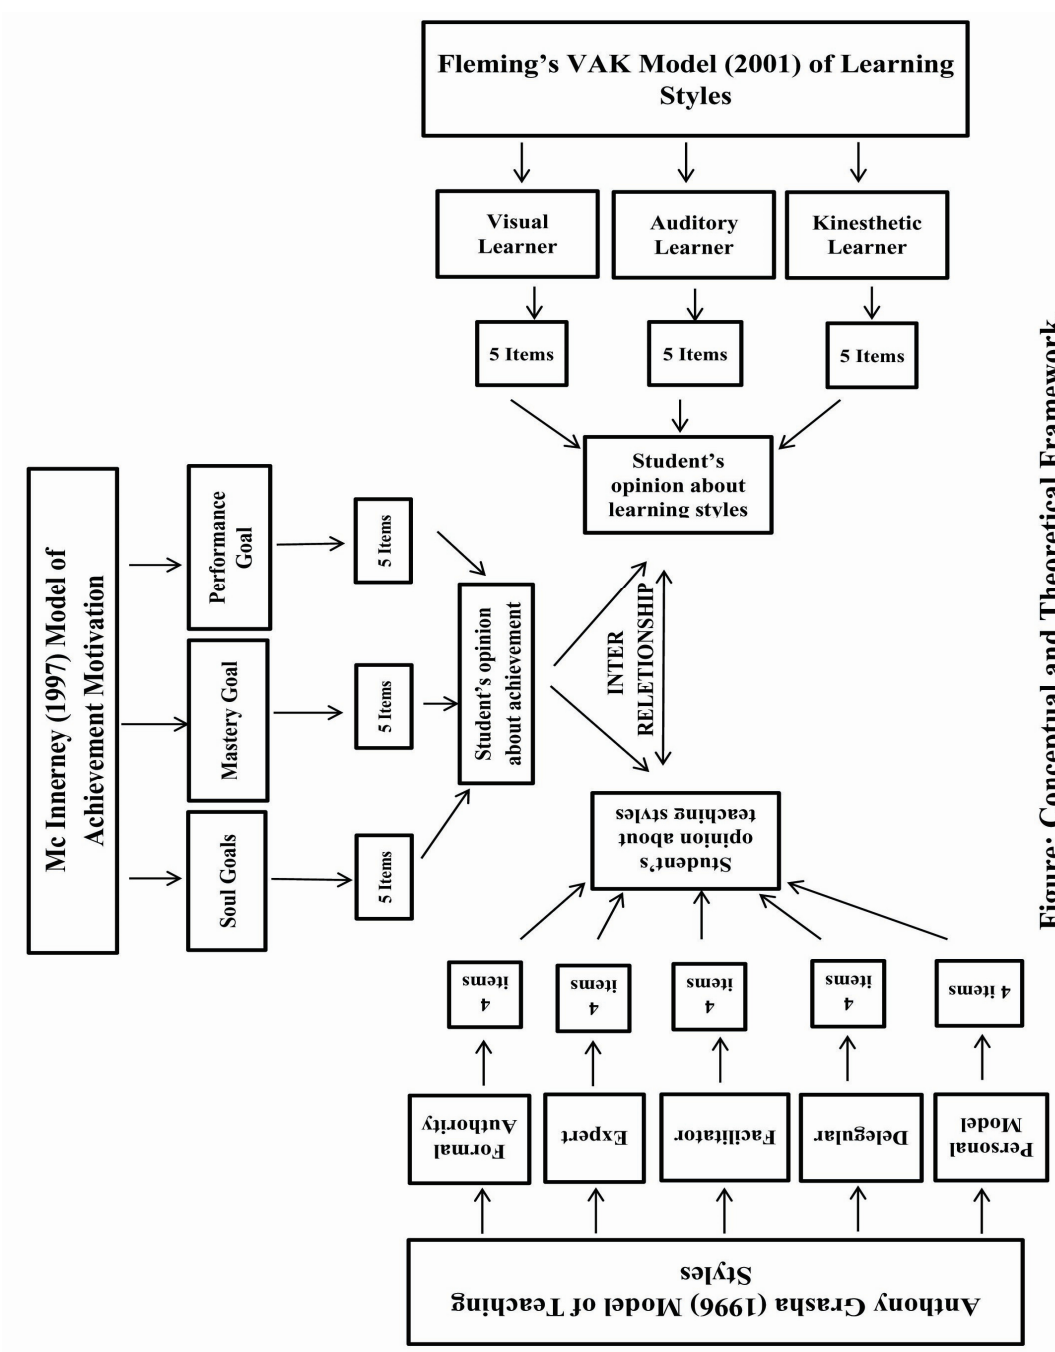 Fleming's VAK Model (2001) of Learning
Styles
Visual
Learner
Auditory
Learner
Kinesthetic
Learner
5 Items
5 Items
5 Items
Student's
opinion about
learning styles
Mc Innerney (1997) Model of
Achievement Motivation
Soul Goals
Mastery Goal
Performance
Goal
5 Items
5 Items
5 Items
Student's opinion
about achievement
INTER
RELETIONSHIP
Student's
opinion about
teaching styles
4
items
4
items
4
items
4
items
4 items
Formal
Authority
Expert
Facilitator
Delegular
Personal
Model
Anthony Grasha (1996) Model of Teaching
Styles
Figure: Conceptual and Theoretical Framework